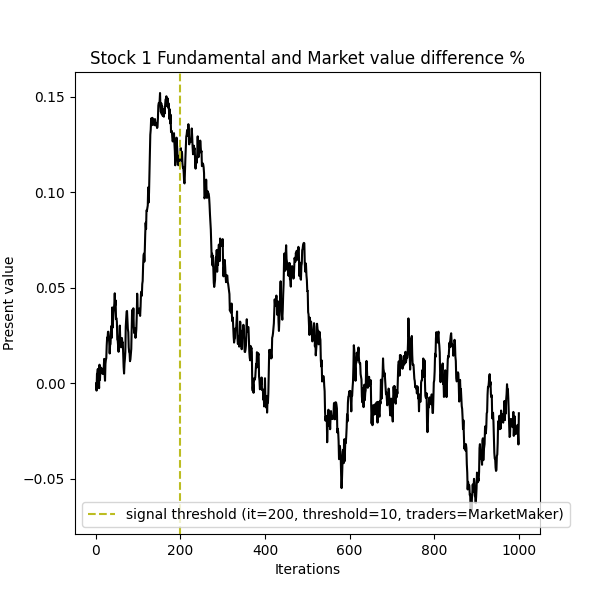 Stock 1 Fundamental and Market value difference %
Present value
0.15
0.10
0.05
0.00
−0.05
signal threshold (it=200, threshold=10, traders=MarketMaker)
0 200 400 600 800 1000
Iterations